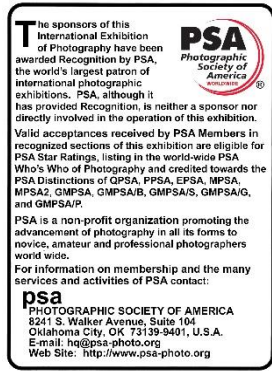 The sponsors of this
International Exhibition
of Photography have been
awarded Recognition by PSA,
the world's largest patron of
international photographic
exhibitions. PSA, although it
has provided Recognition, is neither a sponsor nor
directly involved in the operation of this exhibition.
PSA
Photographic
Society of
America
WORLDWIDE
®
Valid acceptances received by PSA Members in
recognized sections of this exhibition are eligible for
PSA Star Ratings, listing in the world-wide PSA
Who's Who of Photography and credited towards the
PSA Distinctions of QPSA, PPSA, EPSA, MPSA,
MPSA2, GMPSA, GMPSA/B, GMPSA/S, GMPSA/G,
and GMPSA/P.
PSA is a non-profit organization promoting the
advancement of photography in all its forms to
novice, amateur and professional photographers
world wide.
For information on membership and the many
services and activities of PSA contact:
psa
PHOTOGRAPHIC SOCIETY OF AMERICA
8241 S. Walker Avenue, Suite 104
Oklahoma City, OK 73139-9401, U.S.A.
E-mail: hq@psa-photo.org
Web Site: http://www.psa-photo.org